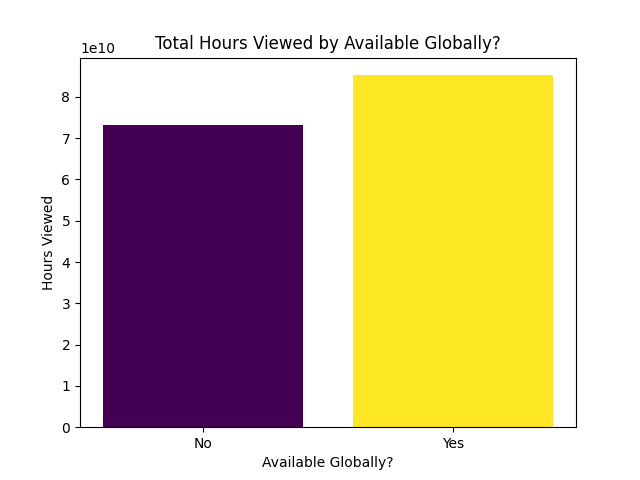 Total Hours Viewed by Available Globally?
1e10
8
7
6
5
4
3
2
1
0
Hours Viewed
No Yes
Available Globally?